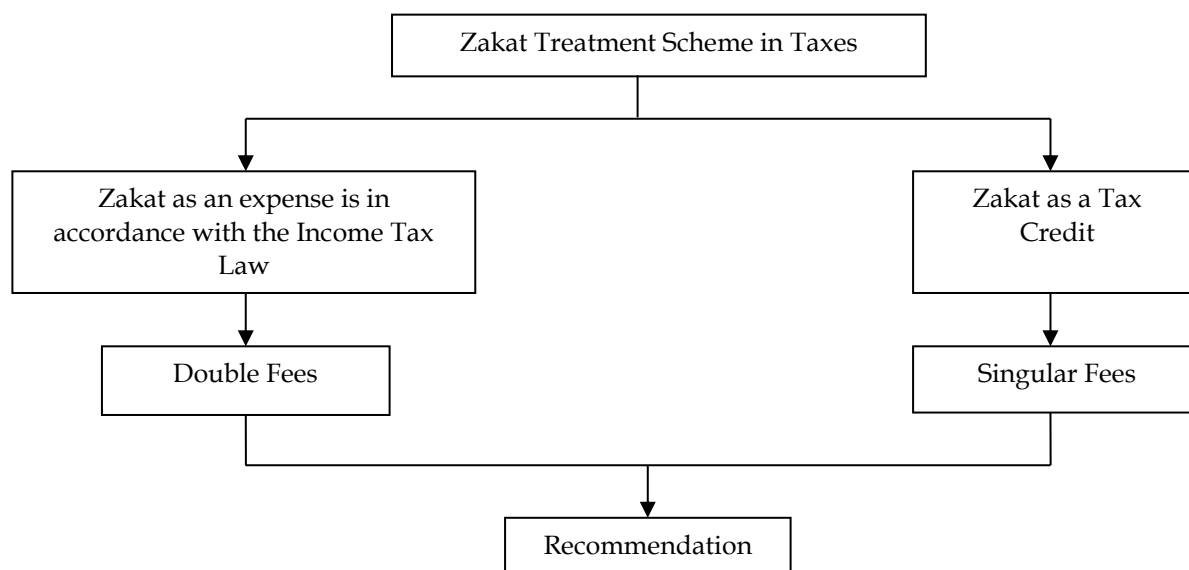 Zakat Treatment Scheme in Taxes
Zakat as an expense is in
accordance with the Income Tax
Law
Zakat as a Tax
Credit
Double Fees
Singular Fees
Recommendation